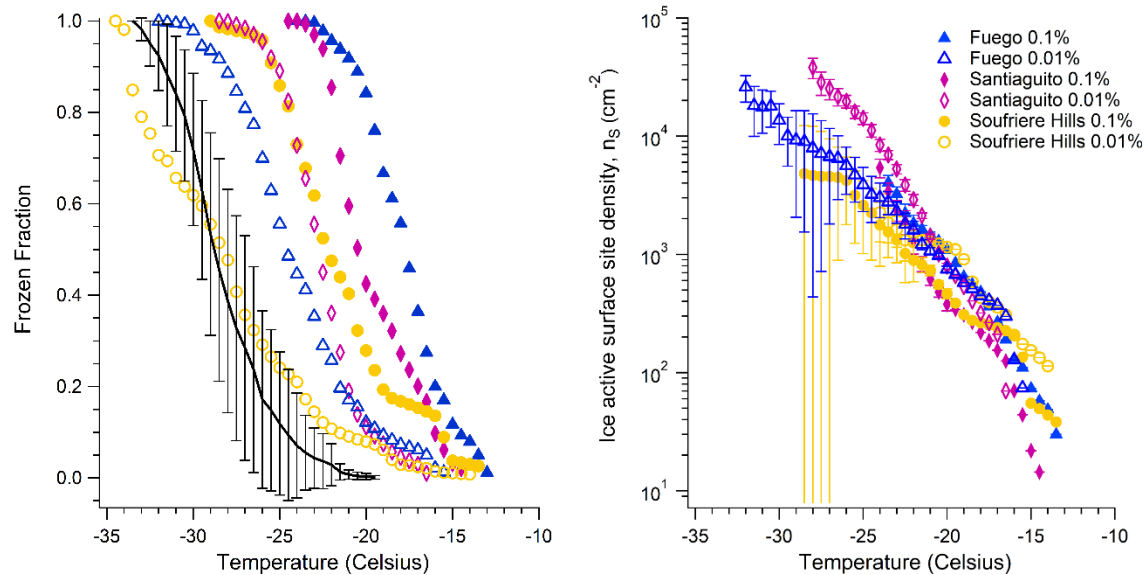 1.0
0.8
0.6
0.4
0.2
0.0
Frozen Fraction
-35
-30
-25
-20
-15
-10
Temperature (Celsius)
10⁵
10⁴
10³
10²
10¹
Ice active surface site density, nₛ (cm⁻²)
-35
-30
-25
-20
-15
-10
Temperature (Celsius)
Fuego 0.1%
Fuego 0.01%
Santiaguito 0.1%
Santiaguito 0.01%
Soufriere Hills 0.1%
Soufriere Hills 0.01%